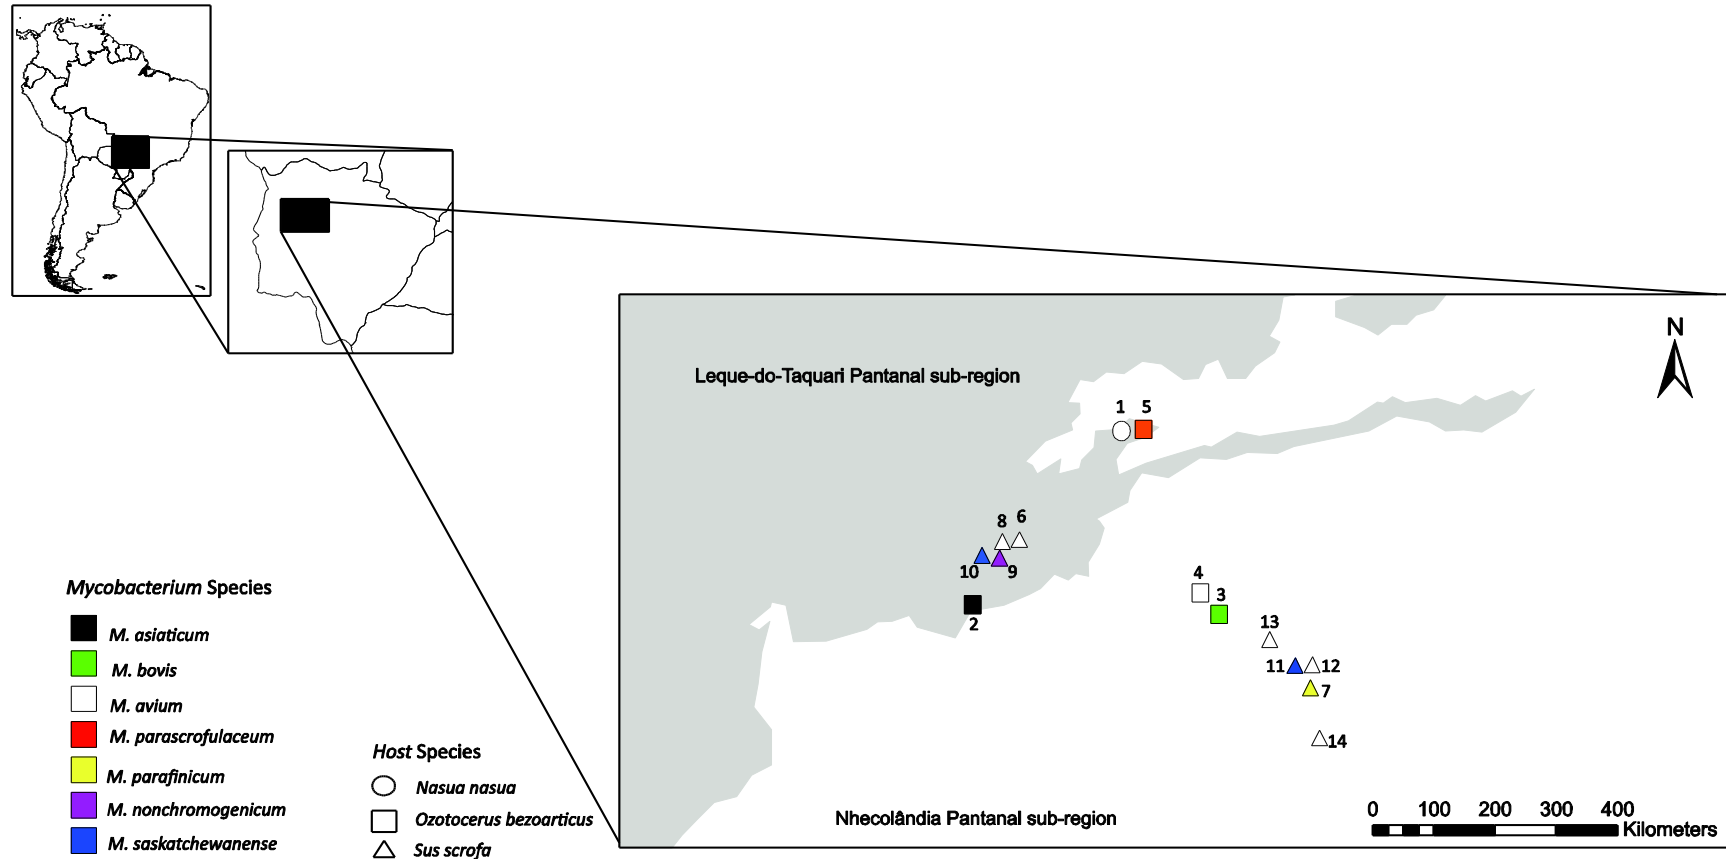 Leque-do-Taquari Pantanal sub-region
N
1 5
8 6
10 9
2
4
3
13
11 12
7
14
Mycobacterium Species
M. asiaticum
M. bovis
M. avium
M. parascrofulaceum
M. parafinicum
M. nonchromogenicum
M. saskatchewanense
Host Species
Nasua nasua
Ozotocerus bezoarticus
Sus scrofa
Nhecolândia Pantanal sub-region
0 100 200 300 400
Kilometers